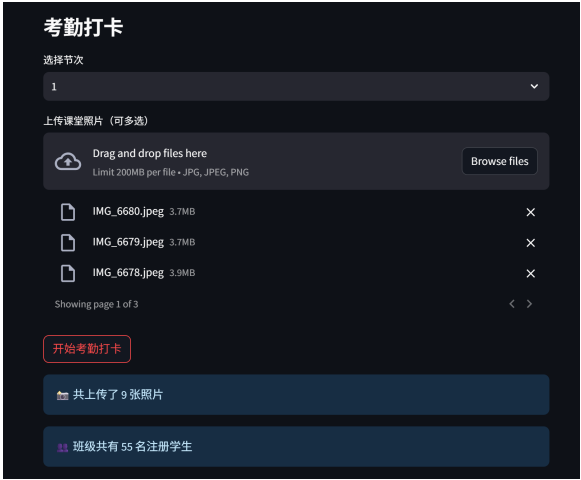 考勤打卡
选择节次
1
上传课堂照片（可多选）
Drag and drop files here
Limit 200MB per file • JPG, JPEG, PNG
Browse files
IMG_6680.jpeg 3.7MB
IMG_6679.jpeg 3.7MB
IMG_6678.jpeg 3.9MB
Showing page 1 of 3
开始考勤打卡
共上传了 9 张照片
班级共有 55 名注册学生